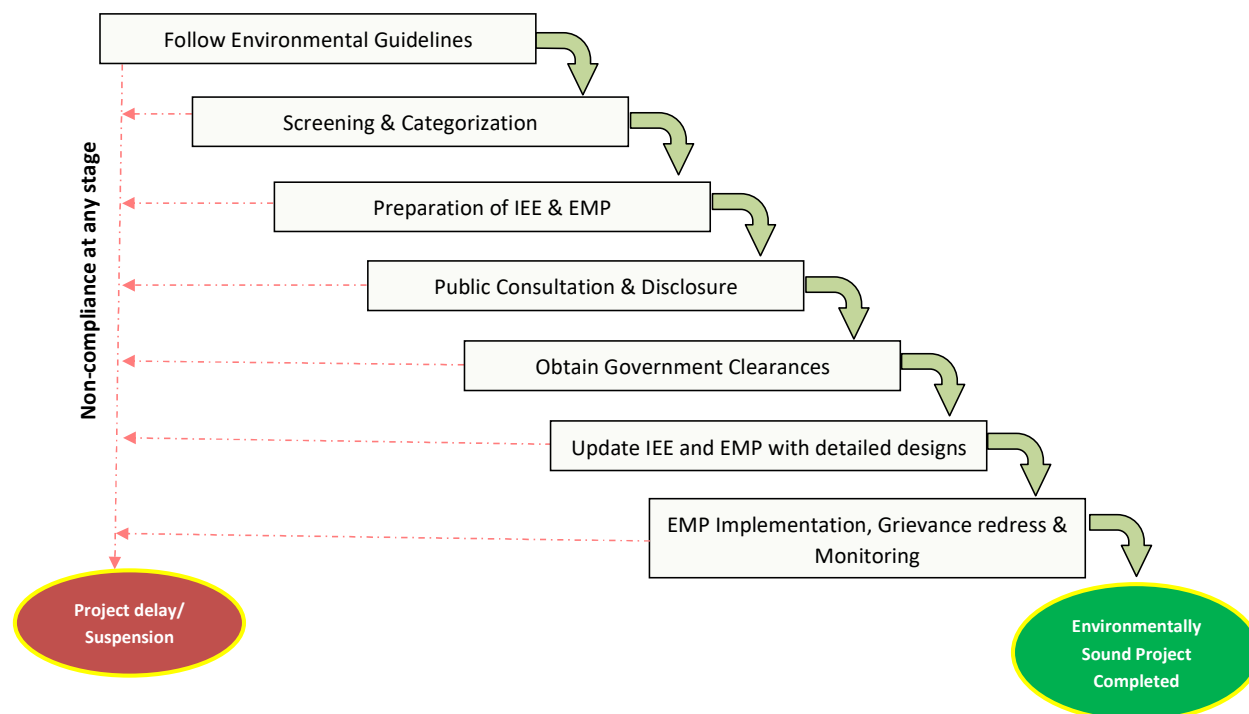 Follow Environmental Guidelines
Screening & Categorization
Preparation of IEE & EMP
Public Consultation & Disclosure
Obtain Government Clearances
Update IEE and EMP with detailed designs
EMP Implementation, Grievance redress &
Monitoring
Non-compliance at any stage
Project delay/
Suspension
Environmentally
Sound Project
Completed